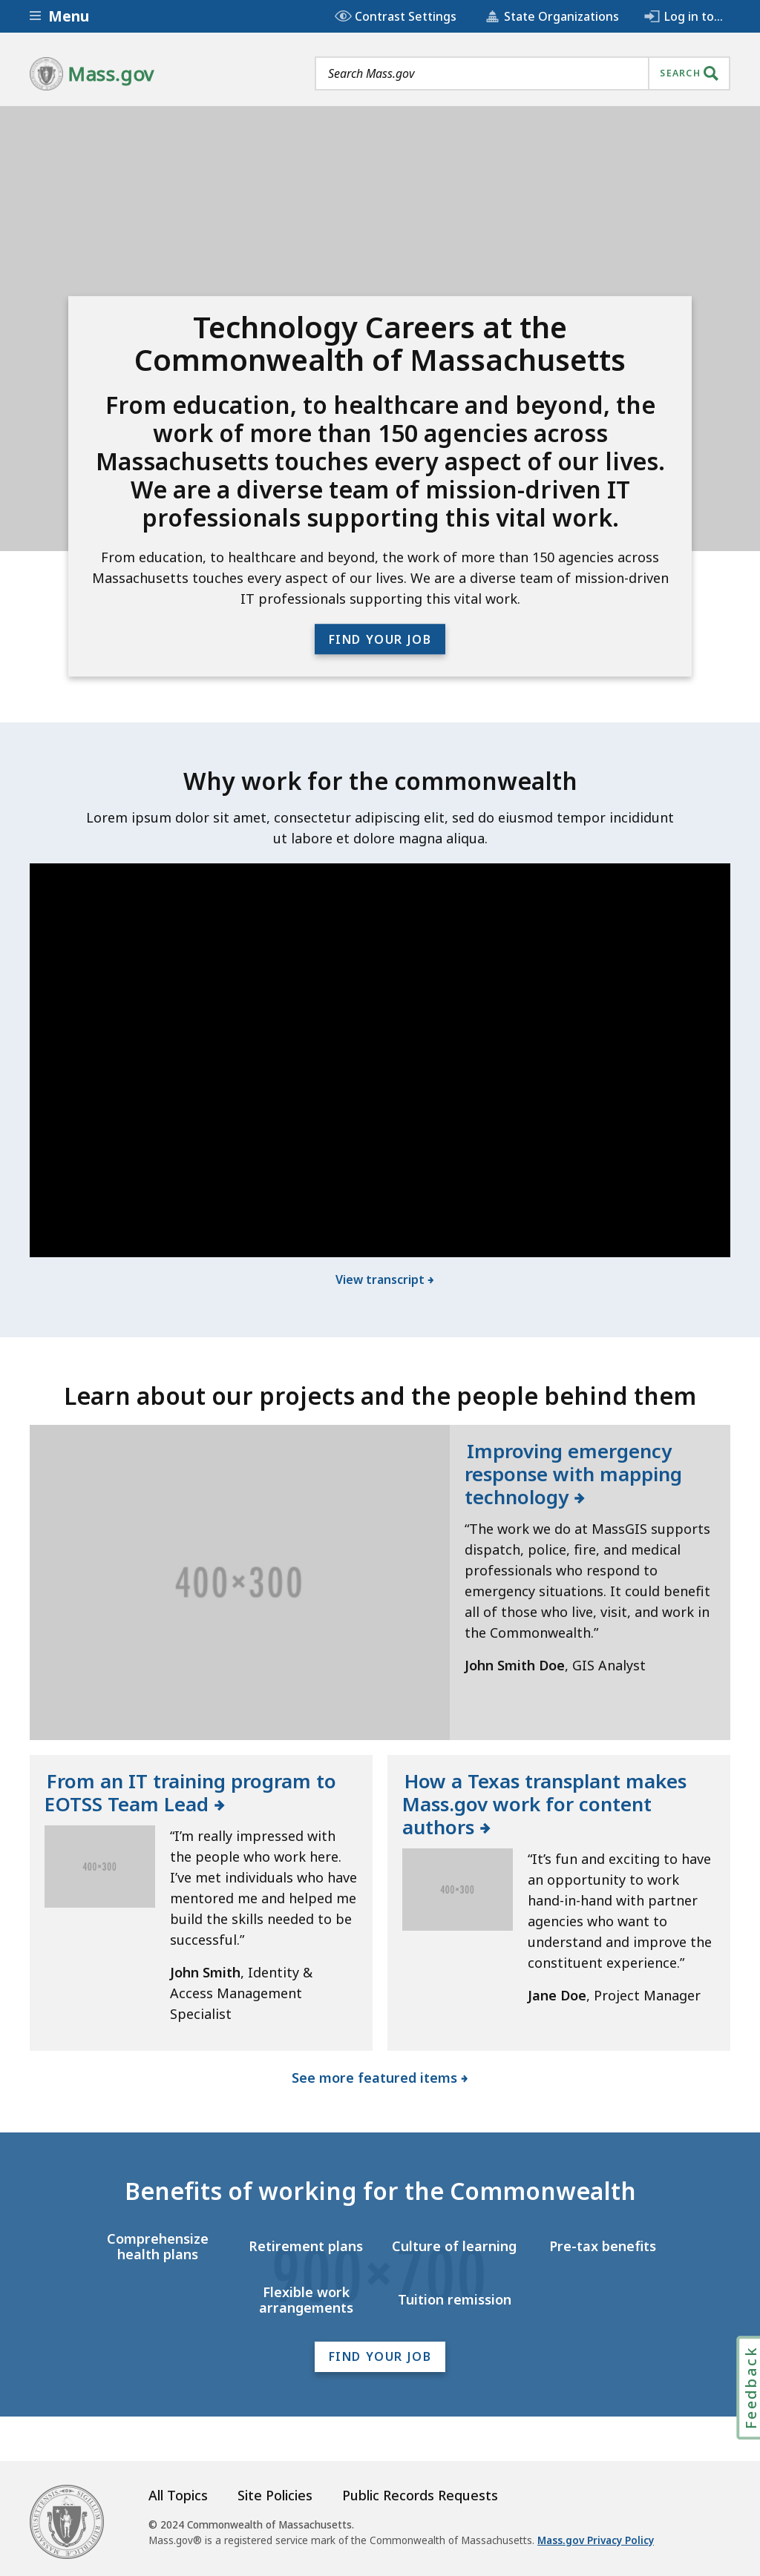 Menu
Contrast Settings
State Organizations
Log in to...
Mass.gov
Search Mass.gov
SEARCH
Technology Careers at the
Commonwealth of Massachusetts
From education, to healthcare and beyond, the
work of more than 150 agencies across
Massachusetts touches every aspect of our lives.
We are a diverse team of mission-driven IT
professionals supporting this vital work.
From education, to healthcare and beyond, the work of more than 150 agencies across
Massachusetts touches every aspect of our lives. We are a diverse team of mission-driven
IT professionals supporting this vital work.
FIND YOUR JOB
Why work for the commonwealth
Lorem ipsum dolor sit amet, consectetur adipiscing elit, sed do eiusmod tempor incididunt
ut labore et dolore magna aliqua.
View transcript
Learn about our projects and the people behind them
400×300
Improving emergency
response with mapping
technology
“The work we do at MassGIS supports
dispatch, police, fire, and medical
professionals who respond to
emergency situations. It could benefit
all of those who live, visit, and work in
the Commonwealth.”
John Smith Doe, GIS Analyst
From an IT training program to
EOTSS Team Lead
400×300
“I’m really impressed with
the people who work here.
I’ve met individuals who have
mentored me and helped me
build the skills needed to be
successful.”
John Smith, Identity &
Access Management
Specialist
How a Texas transplant makes
Mass.gov work for content
authors
400×300
“It’s fun and exciting to have
an opportunity to work
hand-in-hand with partner
agencies who want to
understand and improve the
constituent experience.”
Jane Doe, Project Manager
See more featured items
Benefits of working for the Commonwealth
900×700
Comprehensize
health plans
Retirement plans
Culture of learning
Pre-tax benefits
Flexible work
arrangements
Tuition remission
FIND YOUR JOB
Feedback
All Topics
Site Policies
Public Records Requests
© 2024 Commonwealth of Massachusetts.
Mass.gov® is a registered service mark of the Commonwealth of Massachusetts. Mass.gov Privacy Policy